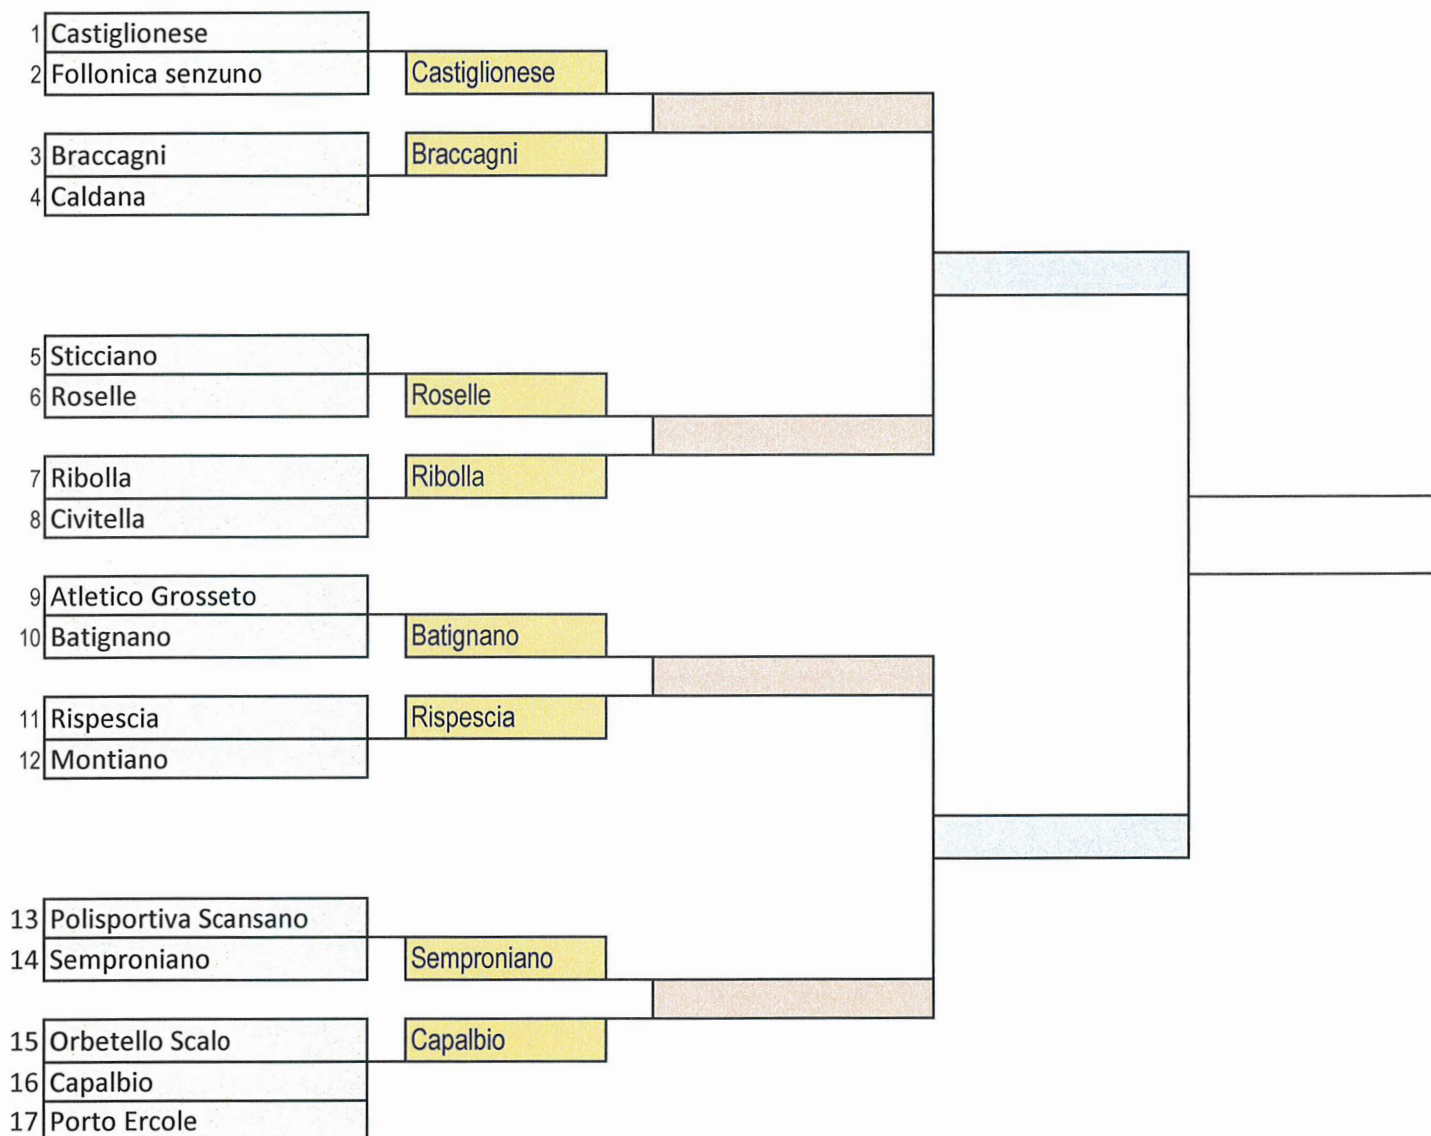 1 Castiglionese
2 Follonica senzuno
Castiglionese
3 Braccagni
Braccagni
4 Caldana
5 Sticciano
6 Roselle
Roselle
7 Ribolla
Ribolla
8 Civitella
9 Atletico Grosseto
10 Batignano
Batignano
11 Rispescia
Rispescia
12 Montiano
13 Polisportiva Scansano
14 Semproniano
Semproniano
15 Orbetello Scalo
Capalbio
16 Capalbio
17 Porto Ercole